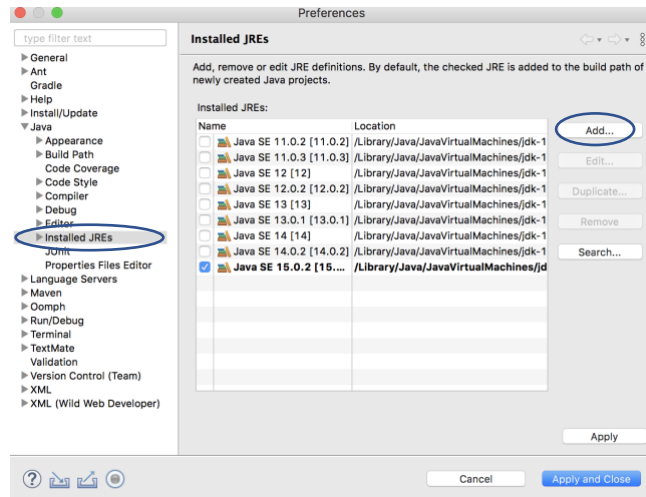 Preferences
type filter text
Installed JREs
General
Ant
Gradle
Help
Install/Update
Java
Appearance
Build Path
Code Coverage
Code Style
Compiler
Debug
Editor
Installed JREs
JUnit
Properties Files Editor
Language Servers
Maven
Oomph
Run/Debug
Terminal
TextMate
Validation
Version Control (Team)
XML
XML (Wild Web Developer)
Add, remove or edit JRE definitions. By default, the checked JRE is added to the build path of
newly created Java projects.
Installed JREs:
Name Location
Java SE 11.0.2 [11.0.2] /Library/Java/JavaVirtualMachines/jdk-1
Java SE 11.0.3 [11.0.3] /Library/Java/JavaVirtualMachines/jdk-1
Java SE 12 [12] /Library/Java/JavaVirtualMachines/jdk-1
Java SE 12.0.2 [12.0.2] /Library/Java/JavaVirtualMachines/jdk-1
Java SE 13 [13] /Library/Java/JavaVirtualMachines/jdk-1
Java SE 13.0.1 [13.0.1] /Library/Java/JavaVirtualMachines/jdk-1
Java SE 14 [14] /Library/Java/JavaVirtualMachines/jdk-1
Java SE 14.0.2 [14.0.2] /Library/Java/JavaVirtualMachines/jdk-1
Java SE 15.0.2 [15.... /Library/Java/JavaVirtualMachines/jd
Add...
Edit...
Duplicate...
Remove
Search...
Apply
?
Cancel
Apply and Close